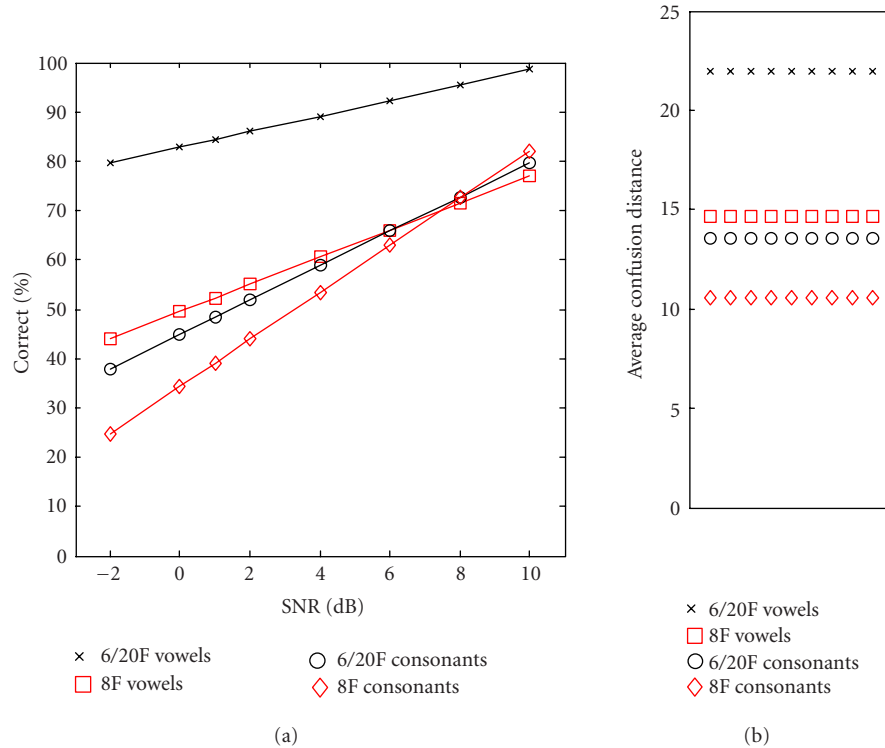 100
90
80
70
60
50
40
30
20
10
0
Correct (%)
−2 0 2 4 6 8 10
SNR (dB)
6/20F vowels
8F vowels
6/20F consonants
8F consonants
(a)
25
20
15
10
5
0
Average confusion distance
6/20F vowels
8F vowels
6/20F consonants
8F consonants
(b)